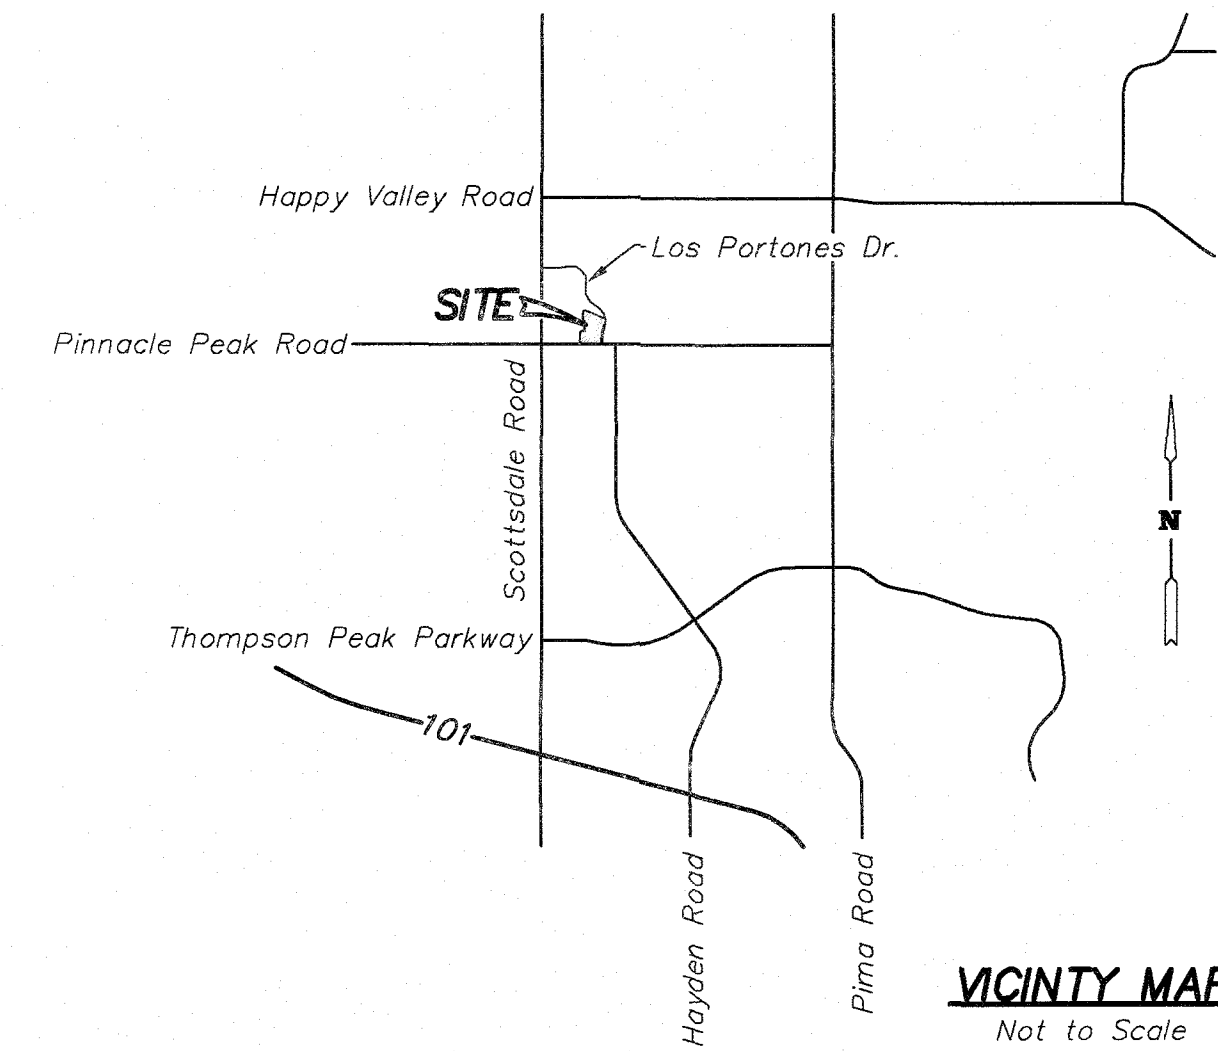 Happy Valley Road
Los Portones Dr.
SITE
Pinnacle Peak Road
Scottsdale Road
N
Thompson Peak Parkway
101
Hayden Road
Pima Road
VICINTY MAP
Not to Scale